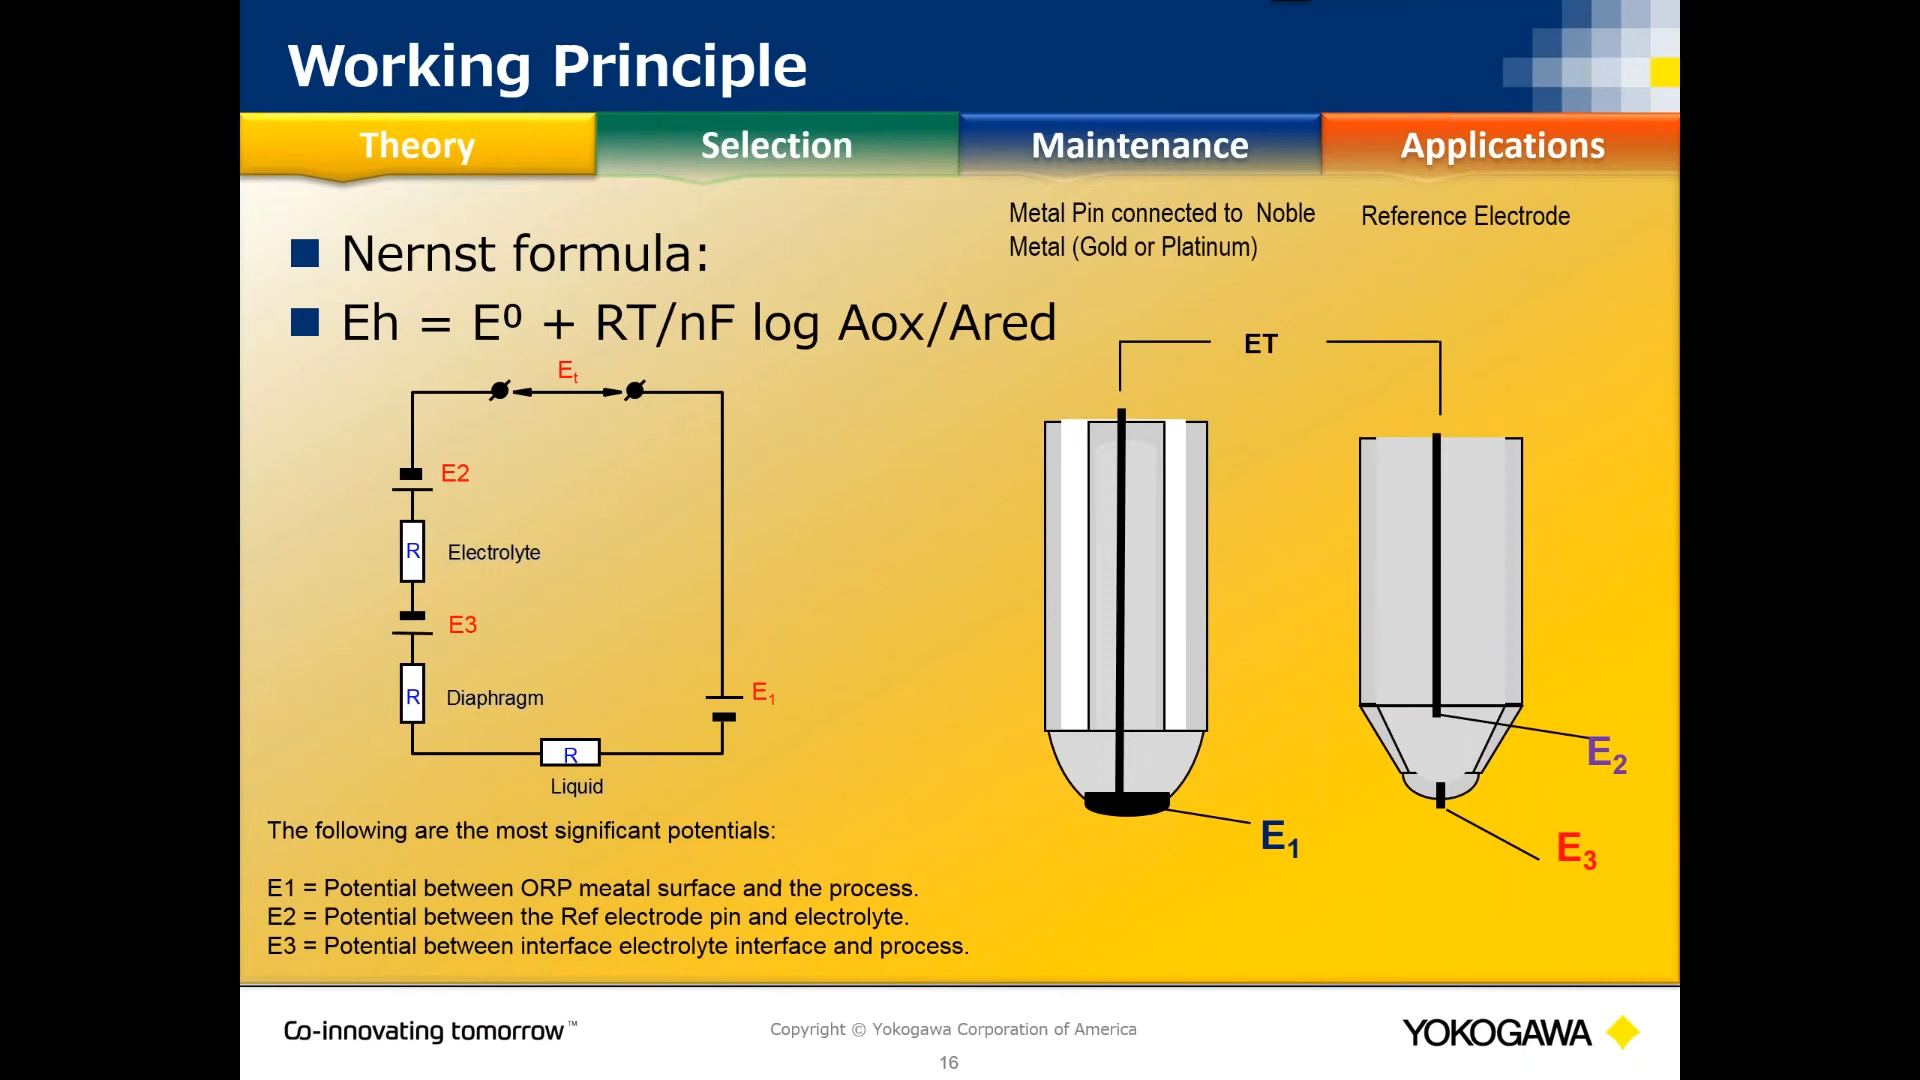 Working Principle
Theory
Selection
Maintenance
Applications
Metal Pin connected to Noble
Metal (Gold or Platinum)
Reference Electrode
Nernst formula:
Eh = E⁰ + RT/nF log Aox/Ared
Et
E2
R
Electrolyte
E3
R
Diaphragm
E1
R
Liquid
ET
E1
E2
E3
The following are the most significant potentials:
E1 = Potential between ORP meatal surface and the process.
E2 = Potential between the Ref electrode pin and electrolyte.
E3 = Potential between interface electrolyte interface and process.
Co-innovating tomorrow™
Copyright © Yokogawa Corporation of America
16
YOKOGAWA